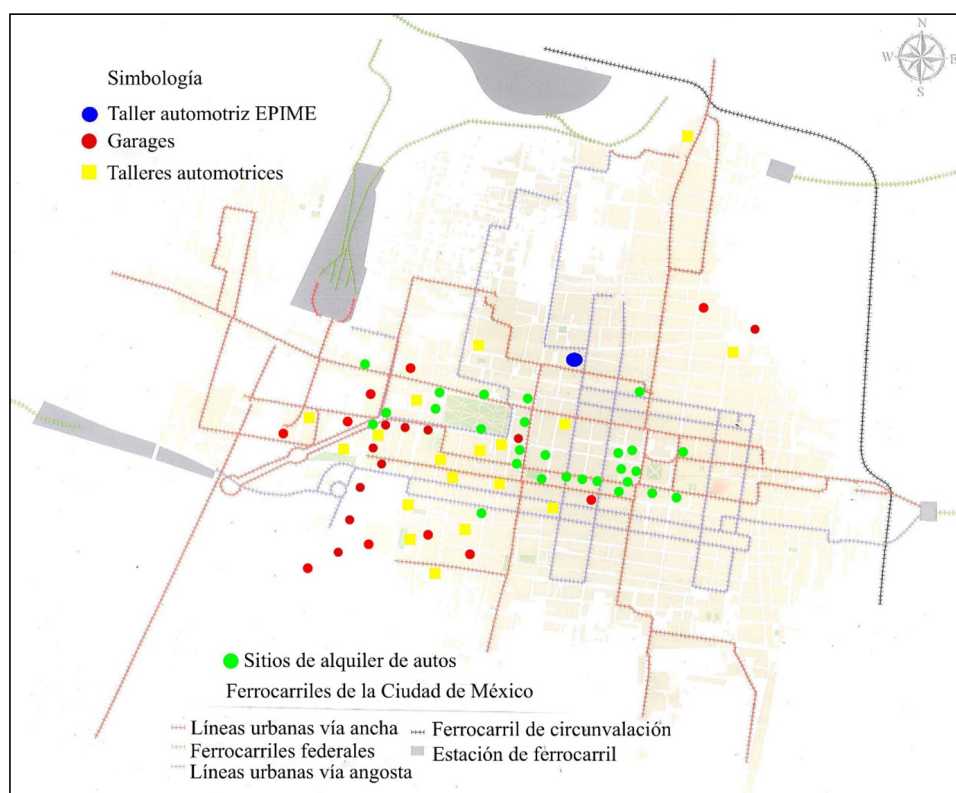 N
W E
S
Simbología
Taller automotriz EPIME
Garages
Talleres automotrices
Sitios de alquiler de autos
Ferrocarriles de la Ciudad de México
Líneas urbanas vía ancha
Ferrocarriles federales
Líneas urbanas vía angosta
Ferrocarril de circunvalación
Estación de ferrocarril